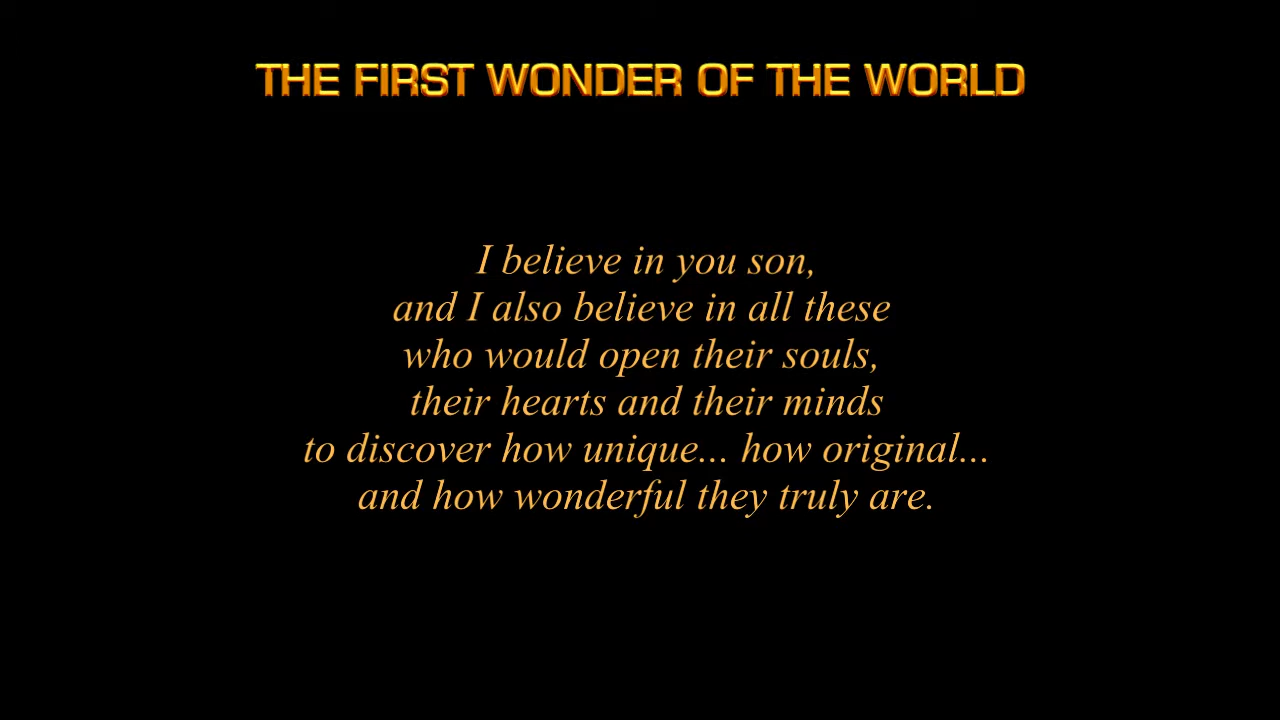 THE FIRST WONDER OF THE WORLD
I believe in you son,
and I also believe in all these
who would open their souls,
their hearts and their minds
to discover how unique... how original...
and how wonderful they truly are.